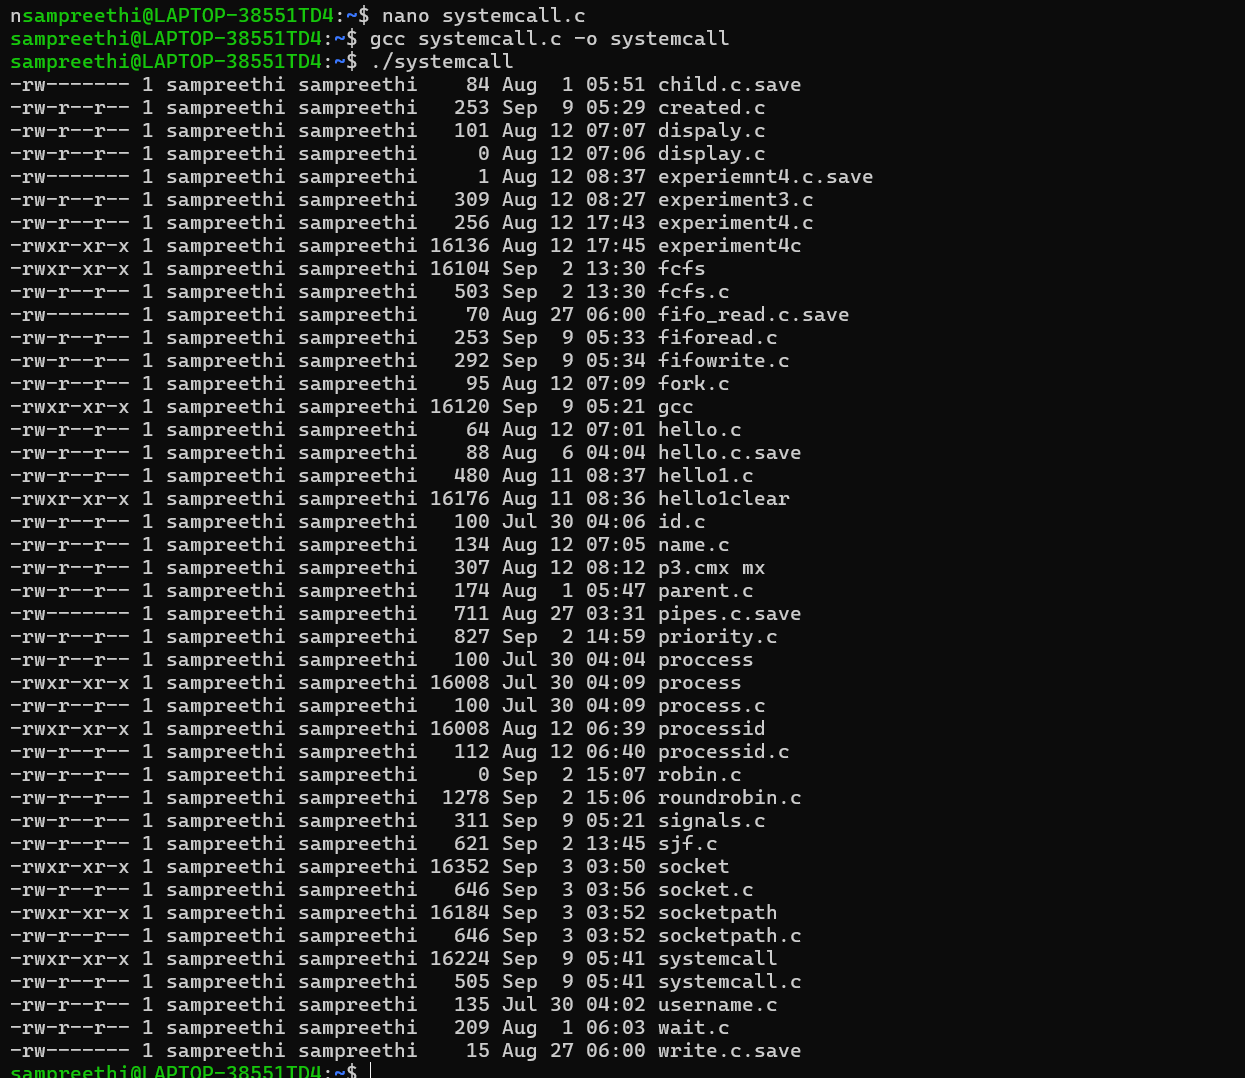 nsampreethi@LAPTOP-38551TD4:~$ nano systemcall.c
sampreethi@LAPTOP-38551TD4:~$ gcc systemcall.c -o systemcall
sampreethi@LAPTOP-38551TD4:~$ ./systemcall
-rw------- 1 sampreethi sampreethi    84 Aug  1 05:51 child.c.save
-rw-r--r-- 1 sampreethi sampreethi   253 Sep  9 05:29 created.c
-rw-r--r-- 1 sampreethi sampreethi   101 Aug 12 07:07 dispaly.c
-rw-r--r-- 1 sampreethi sampreethi     0 Aug 12 07:06 display.c
-rw------- 1 sampreethi sampreethi     1 Aug 12 08:37 experiemnt4.c.save
-rw-r--r-- 1 sampreethi sampreethi   309 Aug 12 08:27 experiment3.c
-rw-r--r-- 1 sampreethi sampreethi   256 Aug 12 17:43 experiment4.c
-rwxr-xr-x 1 sampreethi sampreethi 16136 Aug 12 17:45 experiment4c
-rwxr-xr-x 1 sampreethi sampreethi 16104 Sep  2 13:30 fcfs
-rw-r--r-- 1 sampreethi sampreethi   503 Sep  2 13:30 fcfs.c
-rw------- 1 sampreethi sampreethi    70 Aug 27 06:00 fifo_read.c.save
-rw-r--r-- 1 sampreethi sampreethi   253 Sep  9 05:33 fiforead.c
-rw-r--r-- 1 sampreethi sampreethi   292 Sep  9 05:34 fifowrite.c
-rw-r--r-- 1 sampreethi sampreethi    95 Aug 12 07:09 fork.c
-rwxr-xr-x 1 sampreethi sampreethi 16120 Sep  9 05:21 gcc
-rw-r--r-- 1 sampreethi sampreethi    64 Aug 12 07:01 hello.c
-rw-r--r-- 1 sampreethi sampreethi    88 Aug  6 04:04 hello.c.save
-rw-r--r-- 1 sampreethi sampreethi   480 Aug 11 08:37 hello1.c
-rwxr-xr-x 1 sampreethi sampreethi 16176 Aug 11 08:36 hello1clear
-rw-r--r-- 1 sampreethi sampreethi   100 Jul 30 04:06 id.c
-rw-r--r-- 1 sampreethi sampreethi   134 Aug 12 07:05 name.c
-rw-r--r-- 1 sampreethi sampreethi   307 Aug 12 08:12 p3.cmx mx
-rw-r--r-- 1 sampreethi sampreethi   174 Aug  1 05:47 parent.c
-rw------- 1 sampreethi sampreethi   711 Aug 27 03:31 pipes.c.save
-rw-r--r-- 1 sampreethi sampreethi   827 Sep  2 14:59 priority.c
-rw-r--r-- 1 sampreethi sampreethi   100 Jul 30 04:04 proccess
-rwxr-xr-x 1 sampreethi sampreethi 16008 Jul 30 04:09 process
-rw-r--r-- 1 sampreethi sampreethi   100 Jul 30 04:09 process.c
-rwxr-xr-x 1 sampreethi sampreethi 16008 Aug 12 06:39 processid
-rw-r--r-- 1 sampreethi sampreethi   112 Aug 12 06:40 processid.c
-rw-r--r-- 1 sampreethi sampreethi     0 Sep  2 15:07 robin.c
-rw-r--r-- 1 sampreethi sampreethi  1278 Sep  2 15:06 roundrobin.c
-rw-r--r-- 1 sampreethi sampreethi   311 Sep  9 05:21 signals.c
-rw-r--r-- 1 sampreethi sampreethi   621 Sep  2 13:45 sjf.c
-rwxr-xr-x 1 sampreethi sampreethi 16352 Sep  3 03:50 socket
-rw-r--r-- 1 sampreethi sampreethi   646 Sep  3 03:56 socket.c
-rwxr-xr-x 1 sampreethi sampreethi 16184 Sep  3 03:52 socketpath
-rw-r--r-- 1 sampreethi sampreethi   646 Sep  3 03:52 socketpath.c
-rwxr-xr-x 1 sampreethi sampreethi 16224 Sep  9 05:41 systemcall
-rw-r--r-- 1 sampreethi sampreethi   505 Sep  9 05:41 systemcall.c
-rw-r--r-- 1 sampreethi sampreethi   135 Jul 30 04:02 username.c
-rw-r--r-- 1 sampreethi sampreethi   209 Aug  1 06:03 wait.c
-rw------- 1 sampreethi sampreethi    15 Aug 27 06:00 write.c.save
sampreethi@LAPTOP-38551TD4:~$